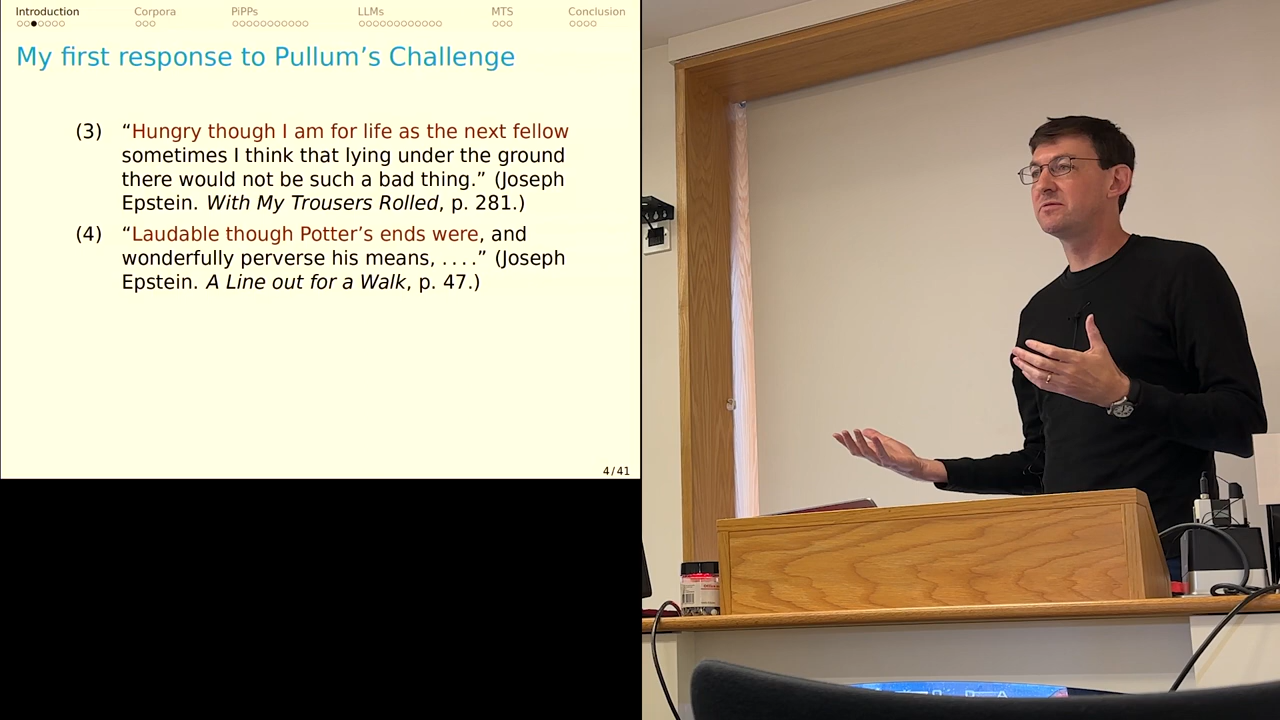 Introduction Corpora PiPPs LLMs MTS Conclusion
My first response to Pullum's Challenge
(3) “Hungry though I am for life as the next fellow
sometimes I think that lying under the ground
there would not be such a bad thing.” (Joseph
Epstein. With My Trousers Rolled, p. 281.)
(4) “Laudable though Potter’s ends were, and
wonderfully perverse his means, . . . .” (Joseph
Epstein. A Line out for a Walk, p. 47.)
4/41